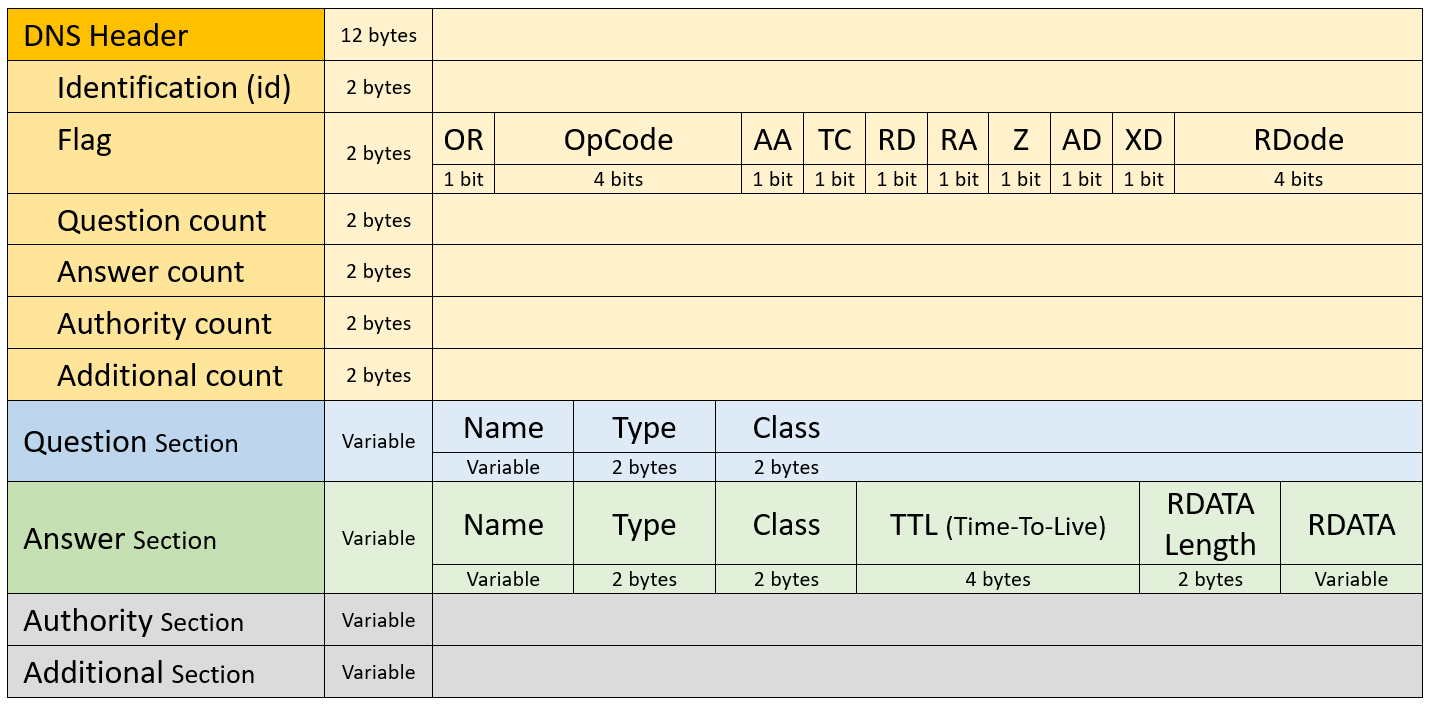 DNS Header 12 bytes
Identification (id) 2 bytes
Flag 2 bytes OR OpCode AA TC RD RA Z AD XD RDode
1 bit 4 bits 1 bit 1 bit 1 bit 1 bit 1 bit 1 bit 1 bit 4 bits
Question count 2 bytes
Answer count 2 bytes
Authority count 2 bytes
Additional count 2 bytes
Question Section Variable Name Type Class
Variable 2 bytes 2 bytes
Answer Section Variable Name Type Class TTL (Time-To-Live) RDATA Length RDATA
Variable 2 bytes 2 bytes 4 bytes 2 bytes Variable
Authority Section Variable
Additional Section Variable